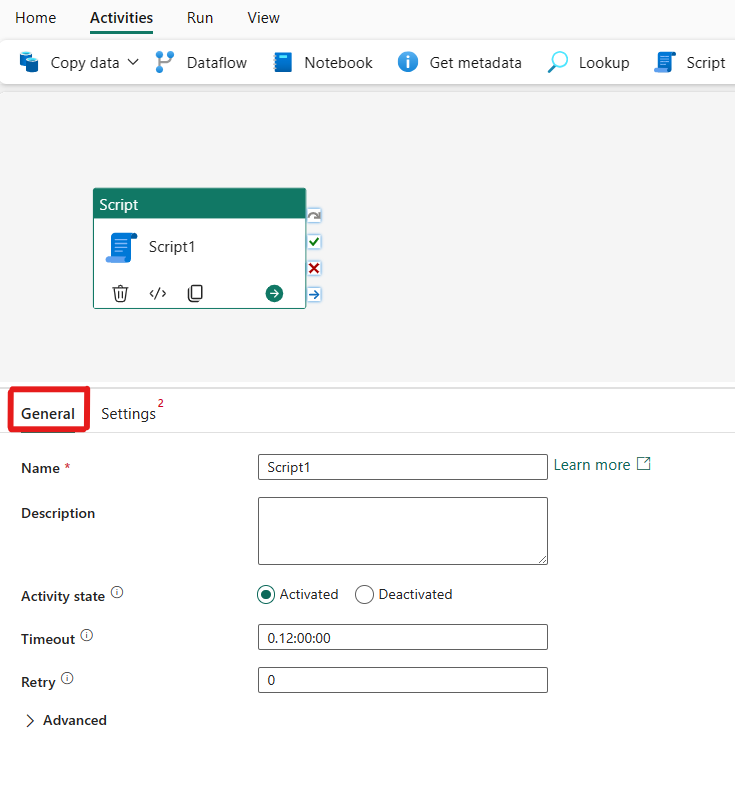 Home Activities Run View
Copy data Dataflow Notebook Get metadata Lookup Script
Script
Script1
General Settings 2
Name * Script1 Learn more
Description
Activity state Activated Deactivated
Timeout 0.12:00:00
Retry 0
Advanced